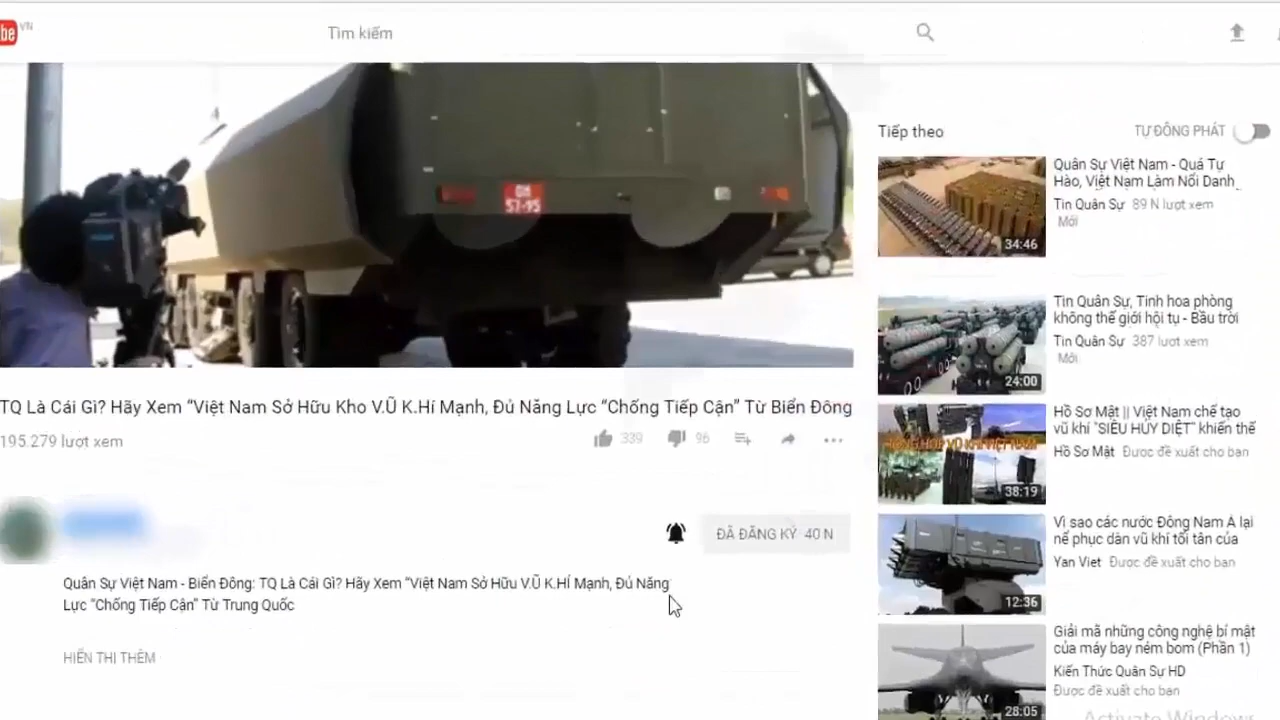 be VN
Tìm kiếm
QH
57-95
TQ Là Cái Gì? Hãy Xem “Việt Nam Sở Hữu Kho V.Ũ K.Hí Mạnh, Đủ Năng Lực “Chống Tiếp Cận” Từ Biển Đông
195.279 lượt xem
339
96
ĐÃ ĐĂNG KÝ 40 N
Quân Sự Việt Nam - Biển Đông: TQ Là Cái Gì? Hãy Xem “Việt Nam Sở Hữu V.Ũ K.HÍ Mạnh, Đủ Năng
Lực “Chống Tiếp Cận” Từ Trung Quốc
HIỂN THỊ THÊM
Tiếp theo
TỰ ĐỘNG PHÁT
Quân Sự Việt Nam - Quá Tự
Hào, Việt Nam Làm Nổi Danh
Tin Quân Sự 89 N lượt xem
Mới
34:46
Tin Quân Sự, Tinh hoa phòng
không thế giới hội tụ - Bầu trời
Tin Quân Sự 387 lượt xem
Mới
24:00
Hồ Sơ Mật || Việt Nam chế tạo
vũ khí "SIÊU HỦY DIỆT" khiến thế
Hồ Sơ Mật Được đề xuất cho bạn
HỢP VŨ KHÍ VIỆT NAM
38:19
Vì sao các nước Đông Nam Á lại
nể phục dàn vũ khí tối tân của
Yan Viet Được đề xuất cho bạn
12:36
Giải mã những công nghệ bí mật
của máy bay ném bom (Phần 1)
Kiến Thức Quân Sự HD
Được đề xuất cho bạn
28:05
Activate Windows